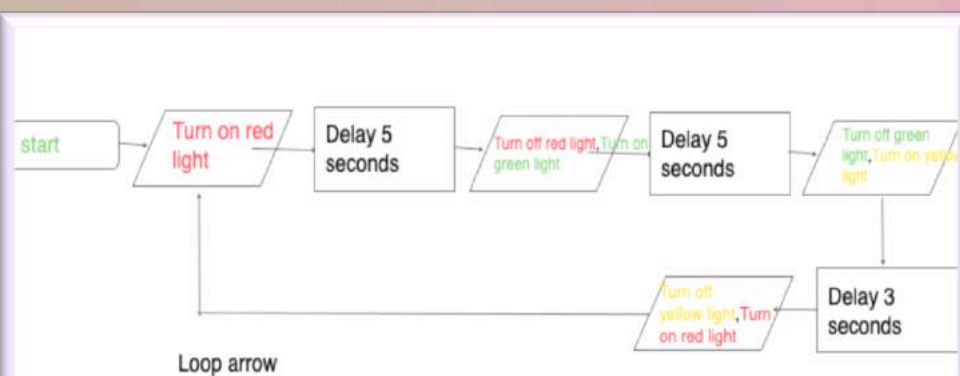 start
Turn on red
light
Delay 5
seconds
Turn off red light,Turn on
green light
Delay 5
seconds
Turn off green
light,Turn on yellow
light
Delay 3
seconds
Turn off
yellow light,Turn
on red light
Loop arrow